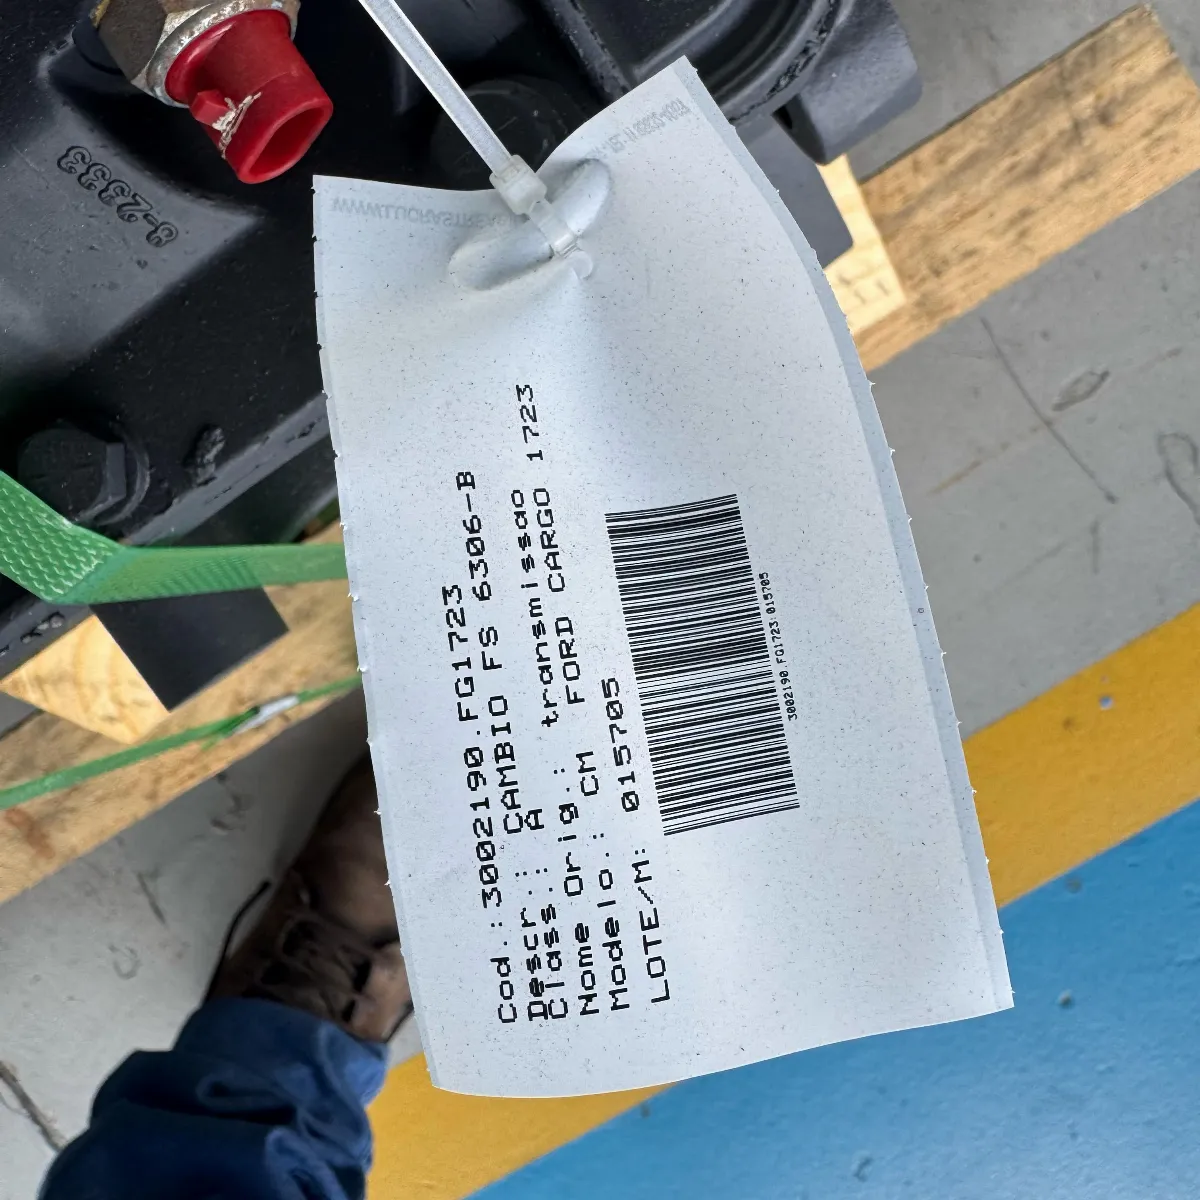 Cod.: 3002190.FG1723
Descr.: CAMBIO FS 6306-B
Class.: A
Nome Orig.: transmissao
Modelo.: CM FORD CARGO 1723
LOTE/M: 015705
3002190.FG1723:015705
8-2333